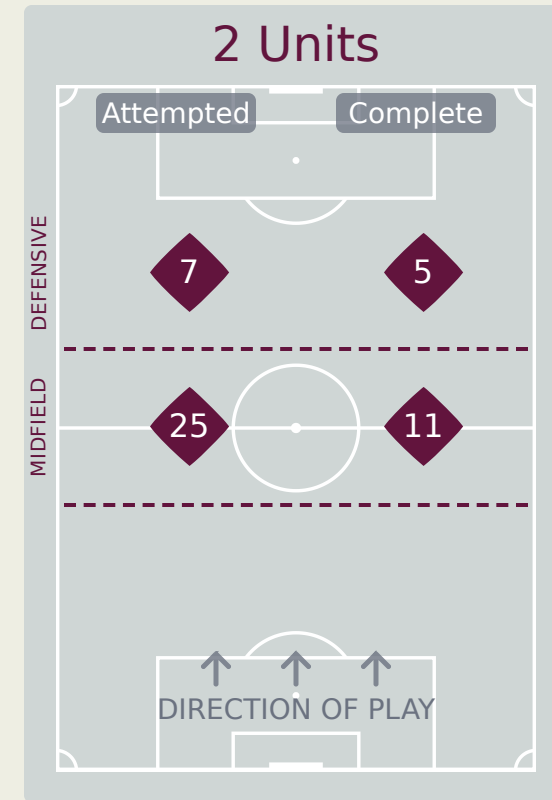 2 Units
Attempted Complete
DEFENSIVE
7 5
MIDFIELD
25 11
DIRECTION OF PLAY